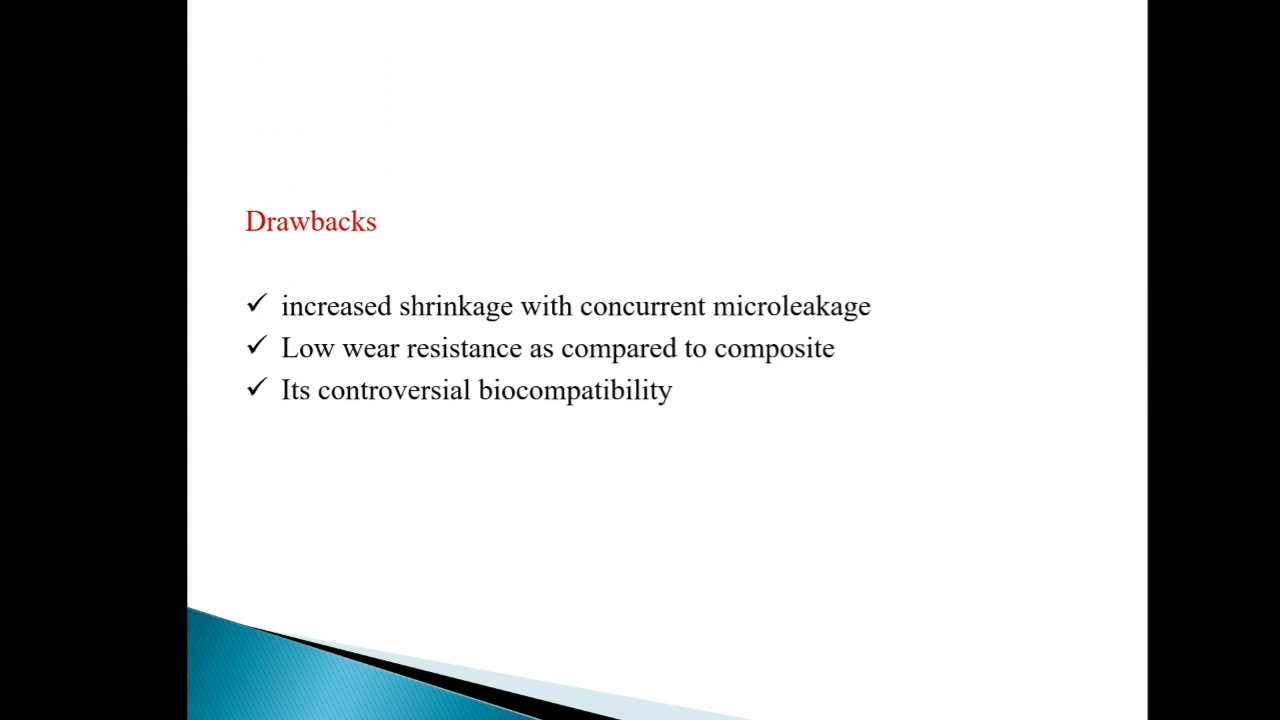 Drawbacks
✓ increased shrinkage with concurrent microleakage
✓ Low wear resistance as compared to composite
✓ Its controversial biocompatibility